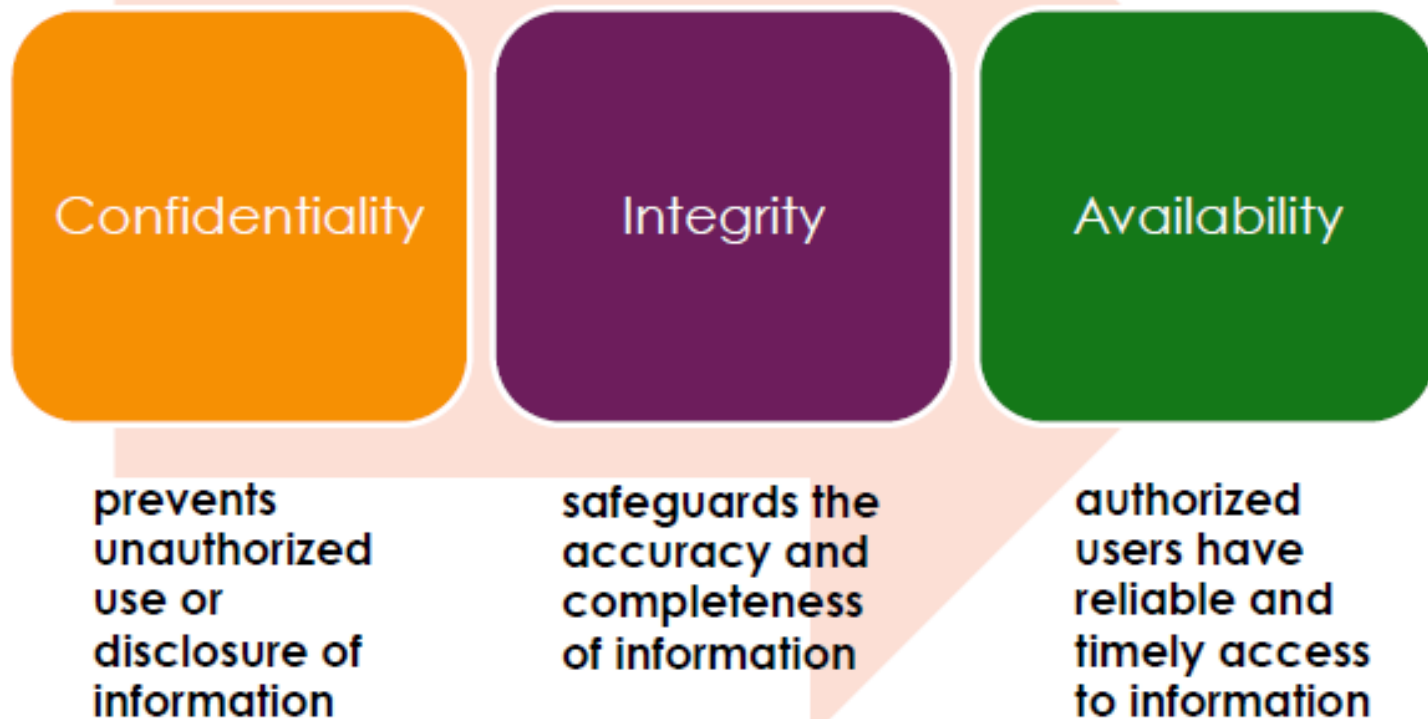 Confidentiality
Integrity
Availability
prevents
unauthorized
use or
disclosure of
information
safeguards the
accuracy and
completeness
of information
authorized
users have
reliable and
timely access
to information